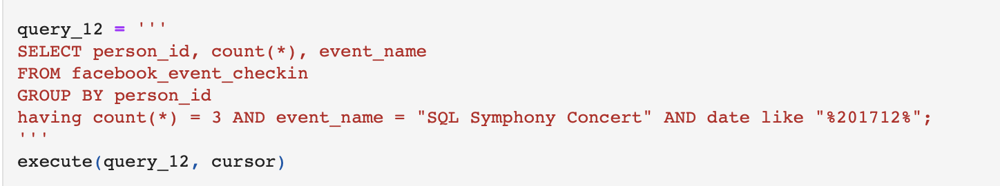 query_12 = '''
SELECT person_id, count(*), event_name
FROM facebook_event_checkin
GROUP BY person_id
having count(*) = 3 AND event_name = "SQL Symphony Concert" AND date like "%201712%";
'''
execute(query_12, cursor)